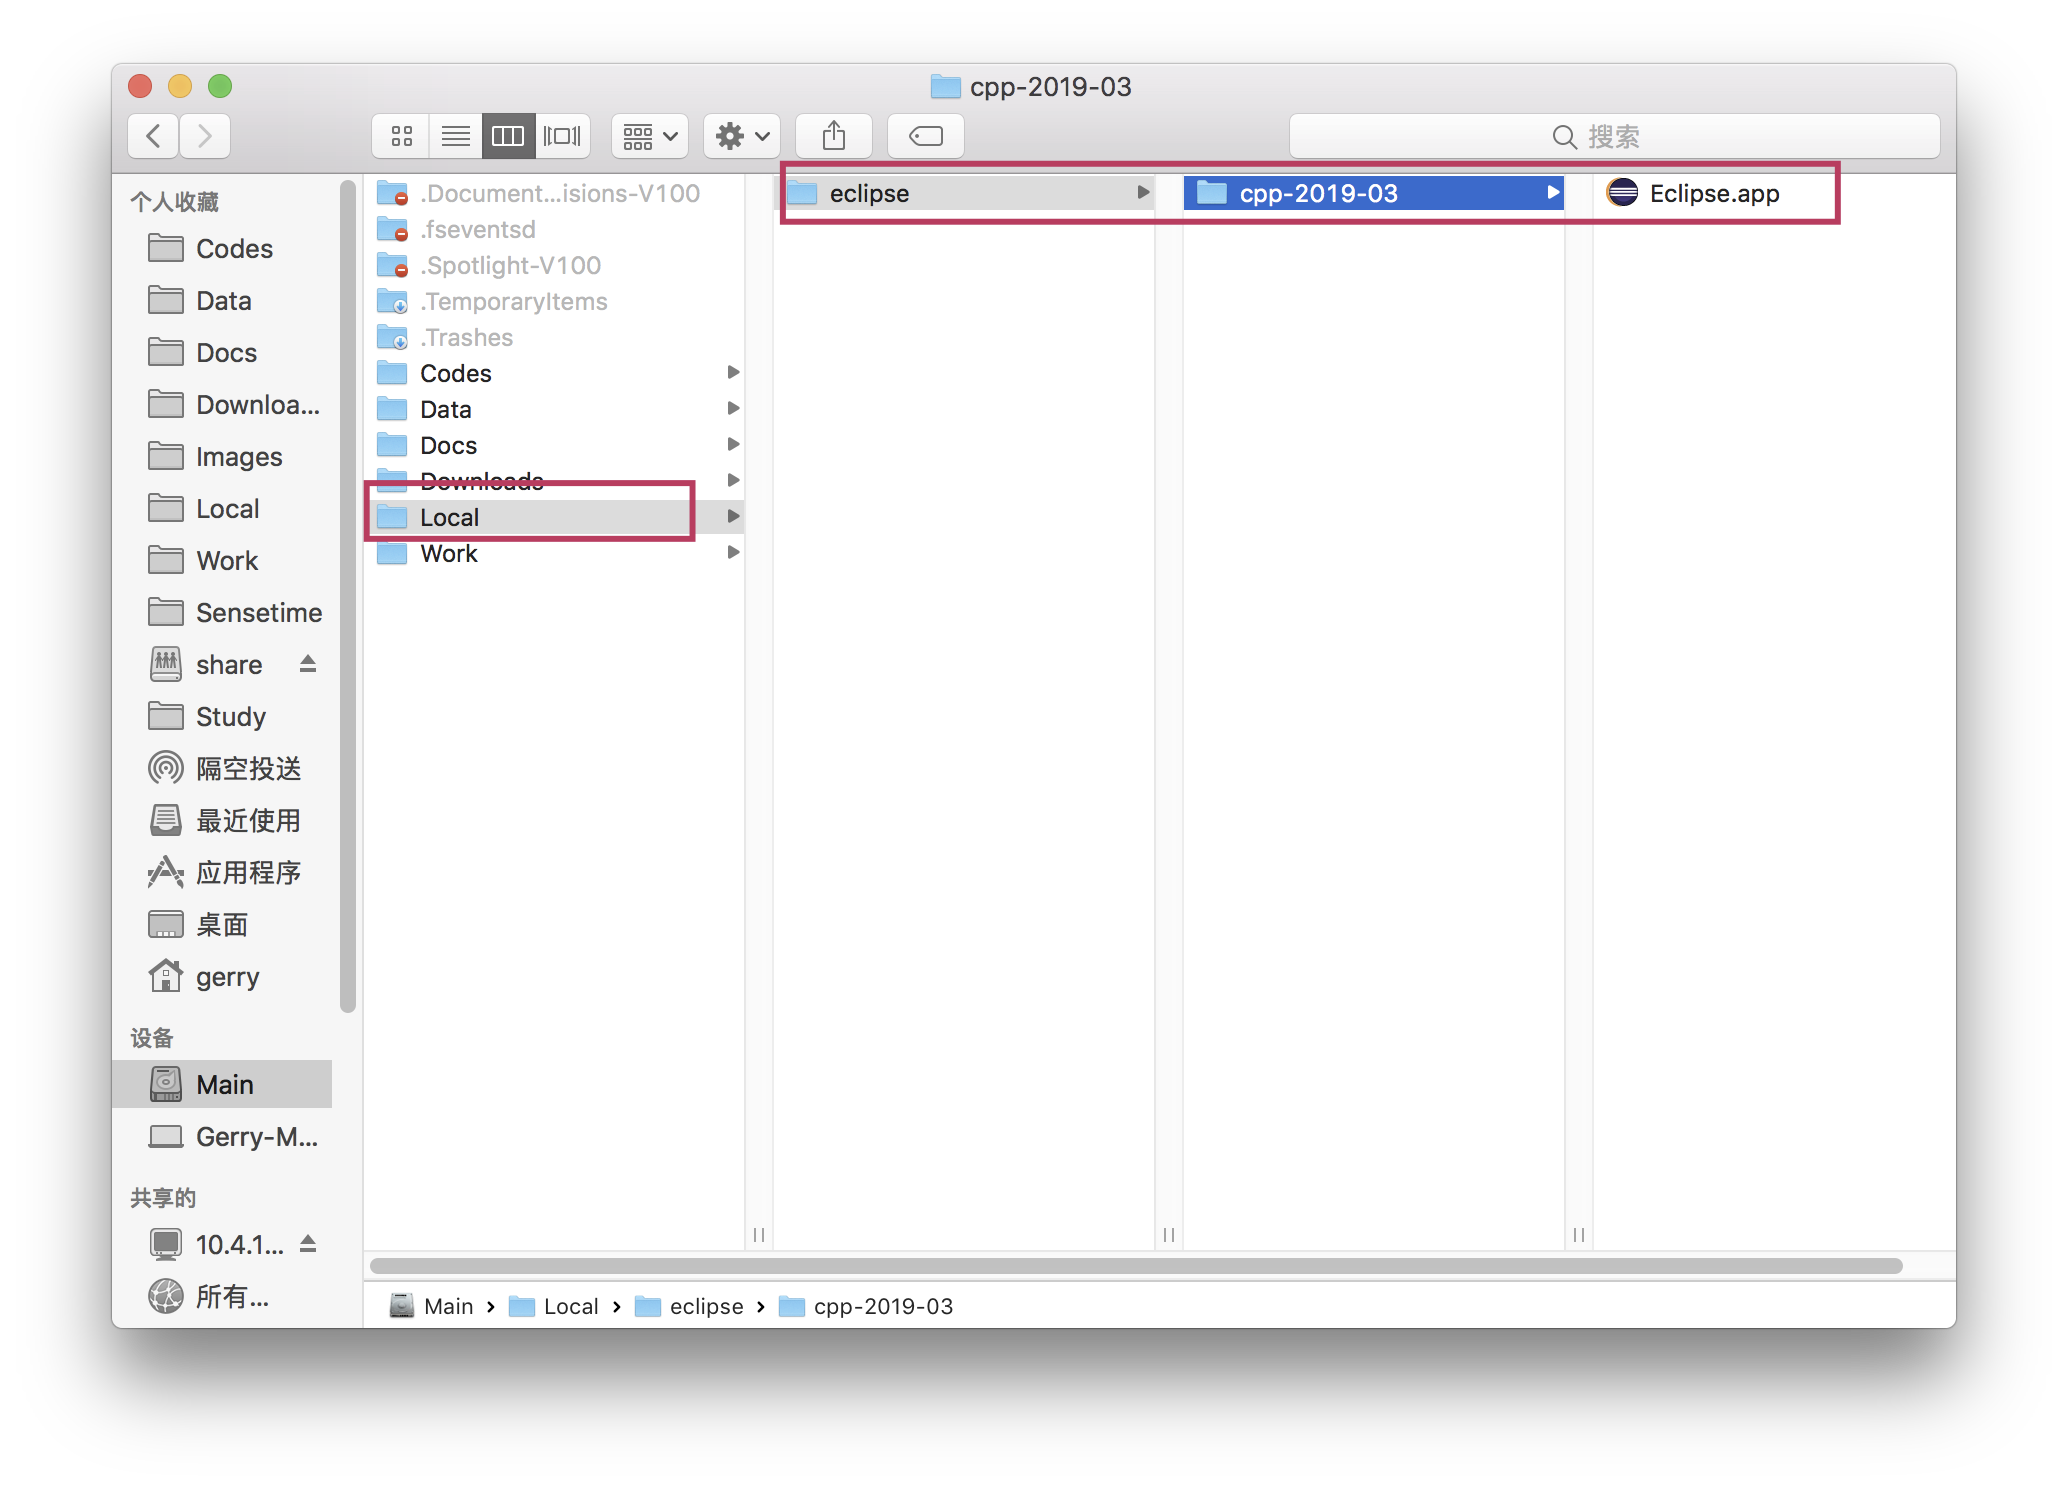 cpp-2019-03
搜索
个人收藏
Codes
Data
Docs
Downloa...
Images
Local
Work
Sensetime
share
Study
隔空投送
最近使用
应用程序
桌面
gerry
设备
Main
Gerry-M...
共享的
10.4.1...
所有...
.Document...isions-V100
.fseventsd
.Spotlight-V100
.TemporaryItems
.Trashes
Codes
Data
Docs
Downloads
Local
Work
eclipse
cpp-2019-03
Eclipse.app
Main › Local › eclipse › cpp-2019-03